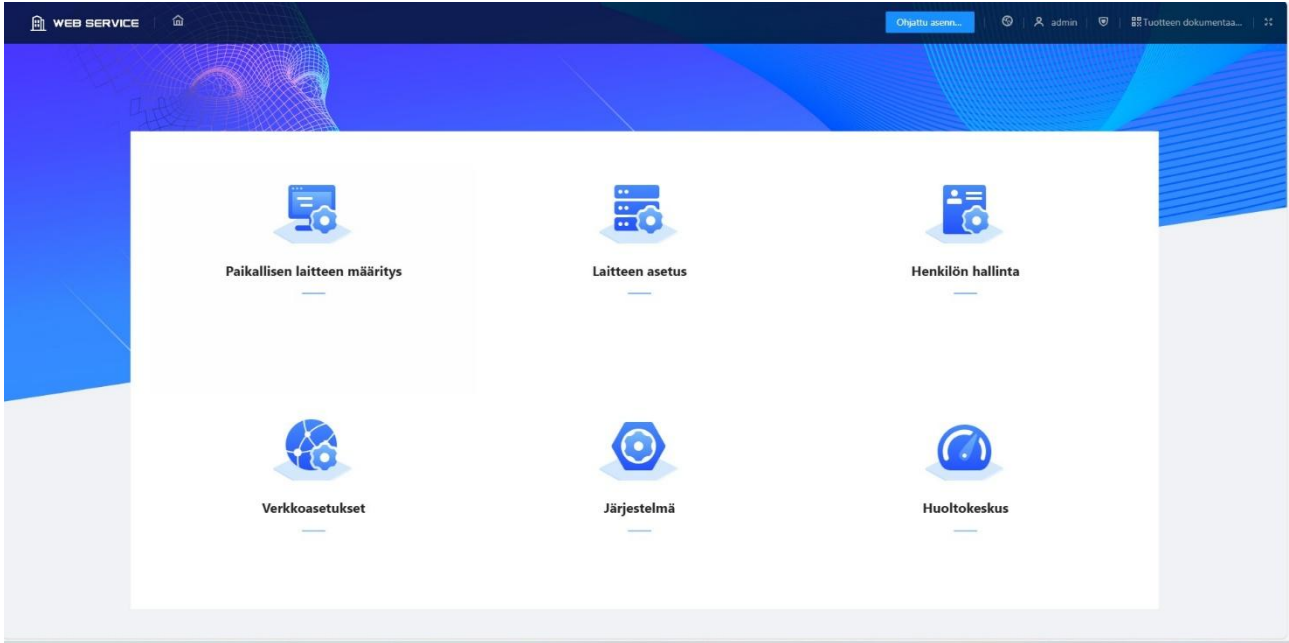 WEB SERVICE
Ohjattu asenn...
admin
Tuotteen dokumentaa...
Paikallisen laitteen määritys
Laitteen asetus
Henkilön hallinta
Verkkoasetukset
Järjestelmä
Huoltokeskus